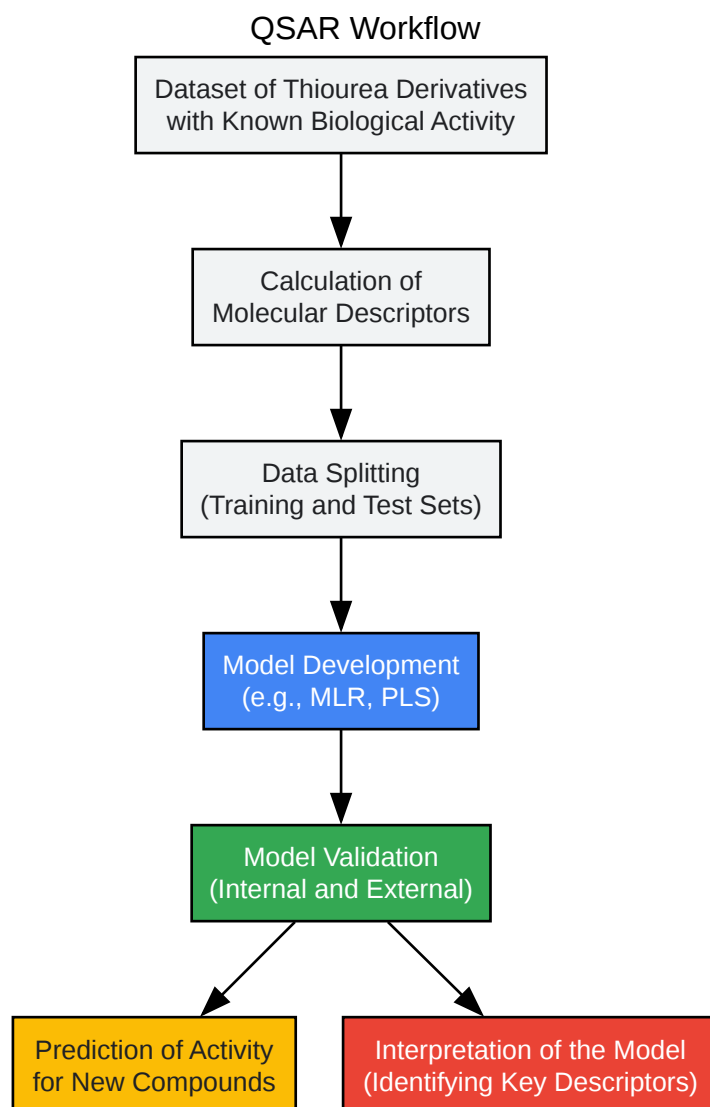 QSAR Workflow
Dataset of Thiourea Derivatives
with Known Biological Activity
Calculation of
Molecular Descriptors
Data Splitting
(Training and Test Sets)
Model Development
(e.g., MLR, PLS)
Model Validation
(Internal and External)
Prediction of Activity
for New Compounds
Interpretation of the Model
(Identifying Key Descriptors)